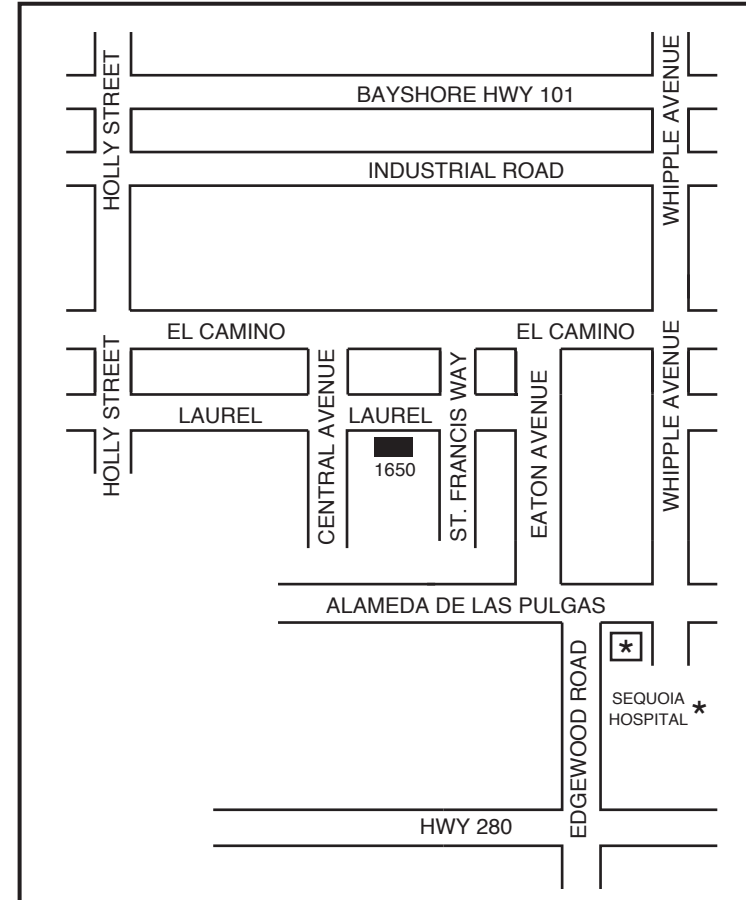 BAYSHORE HWY 101
HOLLY STREET
WHIPPLE AVENUE
INDUSTRIAL ROAD
EL CAMINO
EL CAMINO
HOLLY STREET
LAUREL
CENTRAL AVENUE
LAUREL
1650
ST. FRANCIS WAY
EATON AVENUE
WHIPPLE AVENUE
ALAMEDA DE LAS PULGAS
*
EDGEWOOD ROAD
SEQUOIA
HOSPITAL *
HWY 280